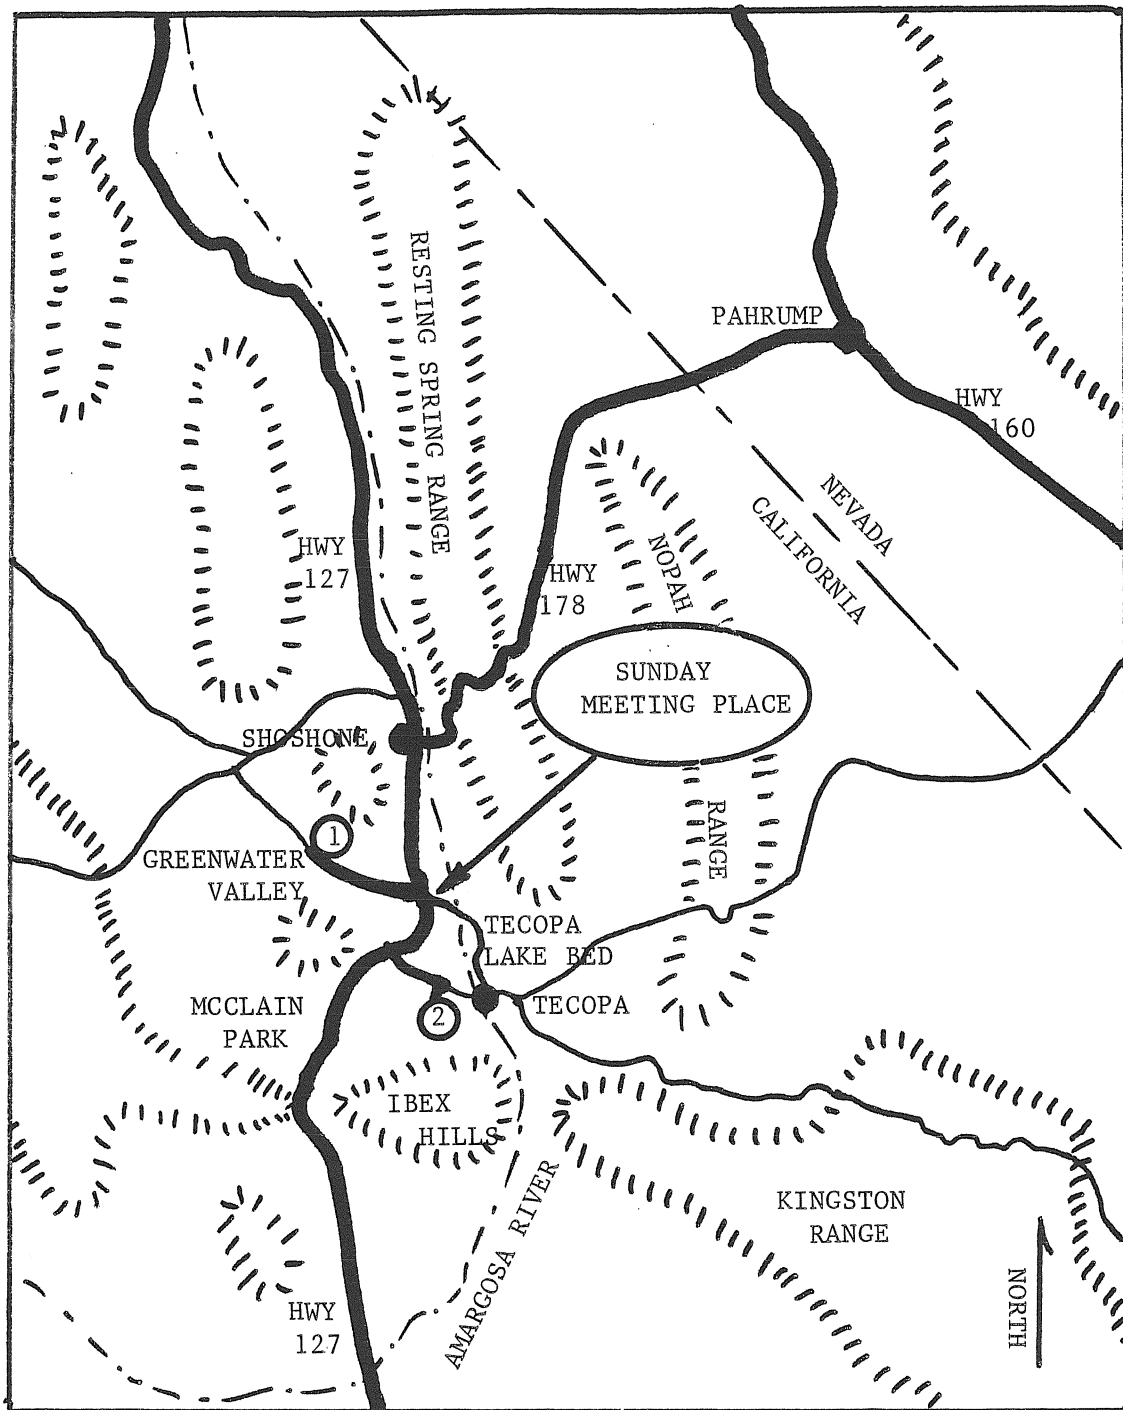 RESTING SPRING RANGE
PAHRUMP
HWY
160
NEVADA
CALIFORNIA
HWY
127
HWY
178
NOPAH
SUNDAY
MEETING PLACE
SHOSHONE
RANGE
1
GREENWATER
VALLEY
TECOPA
LAKE BED
MCCLAIN
PARK
2
TECOPA
IBEX
HILLS
AMARGOSA RIVER
KINGSTON
RANGE
NORTH
HWY
127